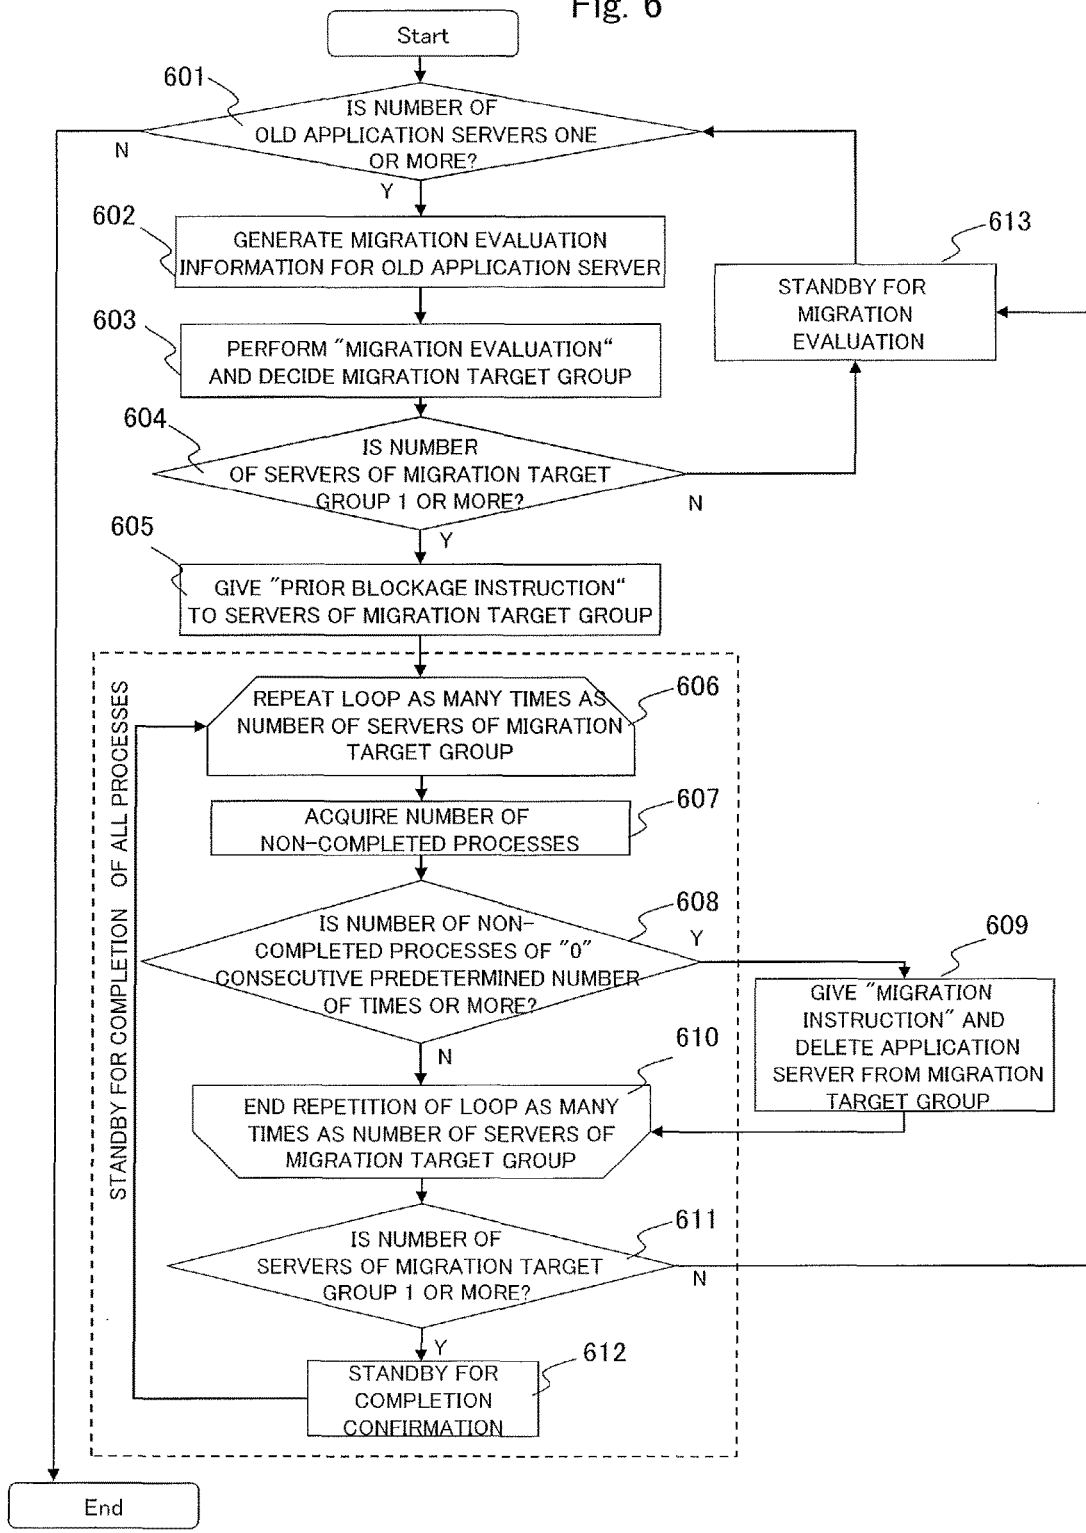 Fig. 6
Start
601
IS NUMBER OF
OLD APPLICATION SERVERS ONE
OR MORE?
N
Y
602
GENERATE MIGRATION EVALUATION
INFORMATION FOR OLD APPLICATION SERVER
613
STANDBY FOR
MIGRATION
EVALUATION
603
PERFORM "MIGRATION EVALUATION"
AND DECIDE MIGRATION TARGET GROUP
604
IS NUMBER
OF SERVERS OF MIGRATION TARGET
GROUP 1 OR MORE?
N
Y
605
GIVE "PRIOR BLOCKAGE INSTRUCTION"
TO SERVERS OF MIGRATION TARGET GROUP
STANDBY FOR COMPLETION OF ALL PROCESSES
606
REPEAT LOOP AS MANY TIMES AS
NUMBER OF SERVERS OF MIGRATION
TARGET GROUP
607
ACQUIRE NUMBER OF
NON-COMPLETED PROCESSES
608
IS NUMBER OF NON-
COMPLETED PROCESSES OF "0"
CONSECUTIVE PREDETERMINED NUMBER
OF TIMES OR MORE?
Y
N
609
GIVE "MIGRATION
INSTRUCTION" AND
DELETE APPLICATION
SERVER FROM MIGRATION
TARGET GROUP
610
END REPETITION OF LOOP AS MANY
TIMES AS NUMBER OF SERVERS OF
MIGRATION TARGET GROUP
611
IS NUMBER OF
SERVERS OF MIGRATION TARGET
GROUP 1 OR MORE?
N
Y
612
STANDBY FOR
COMPLETION
CONFIRMATION
End